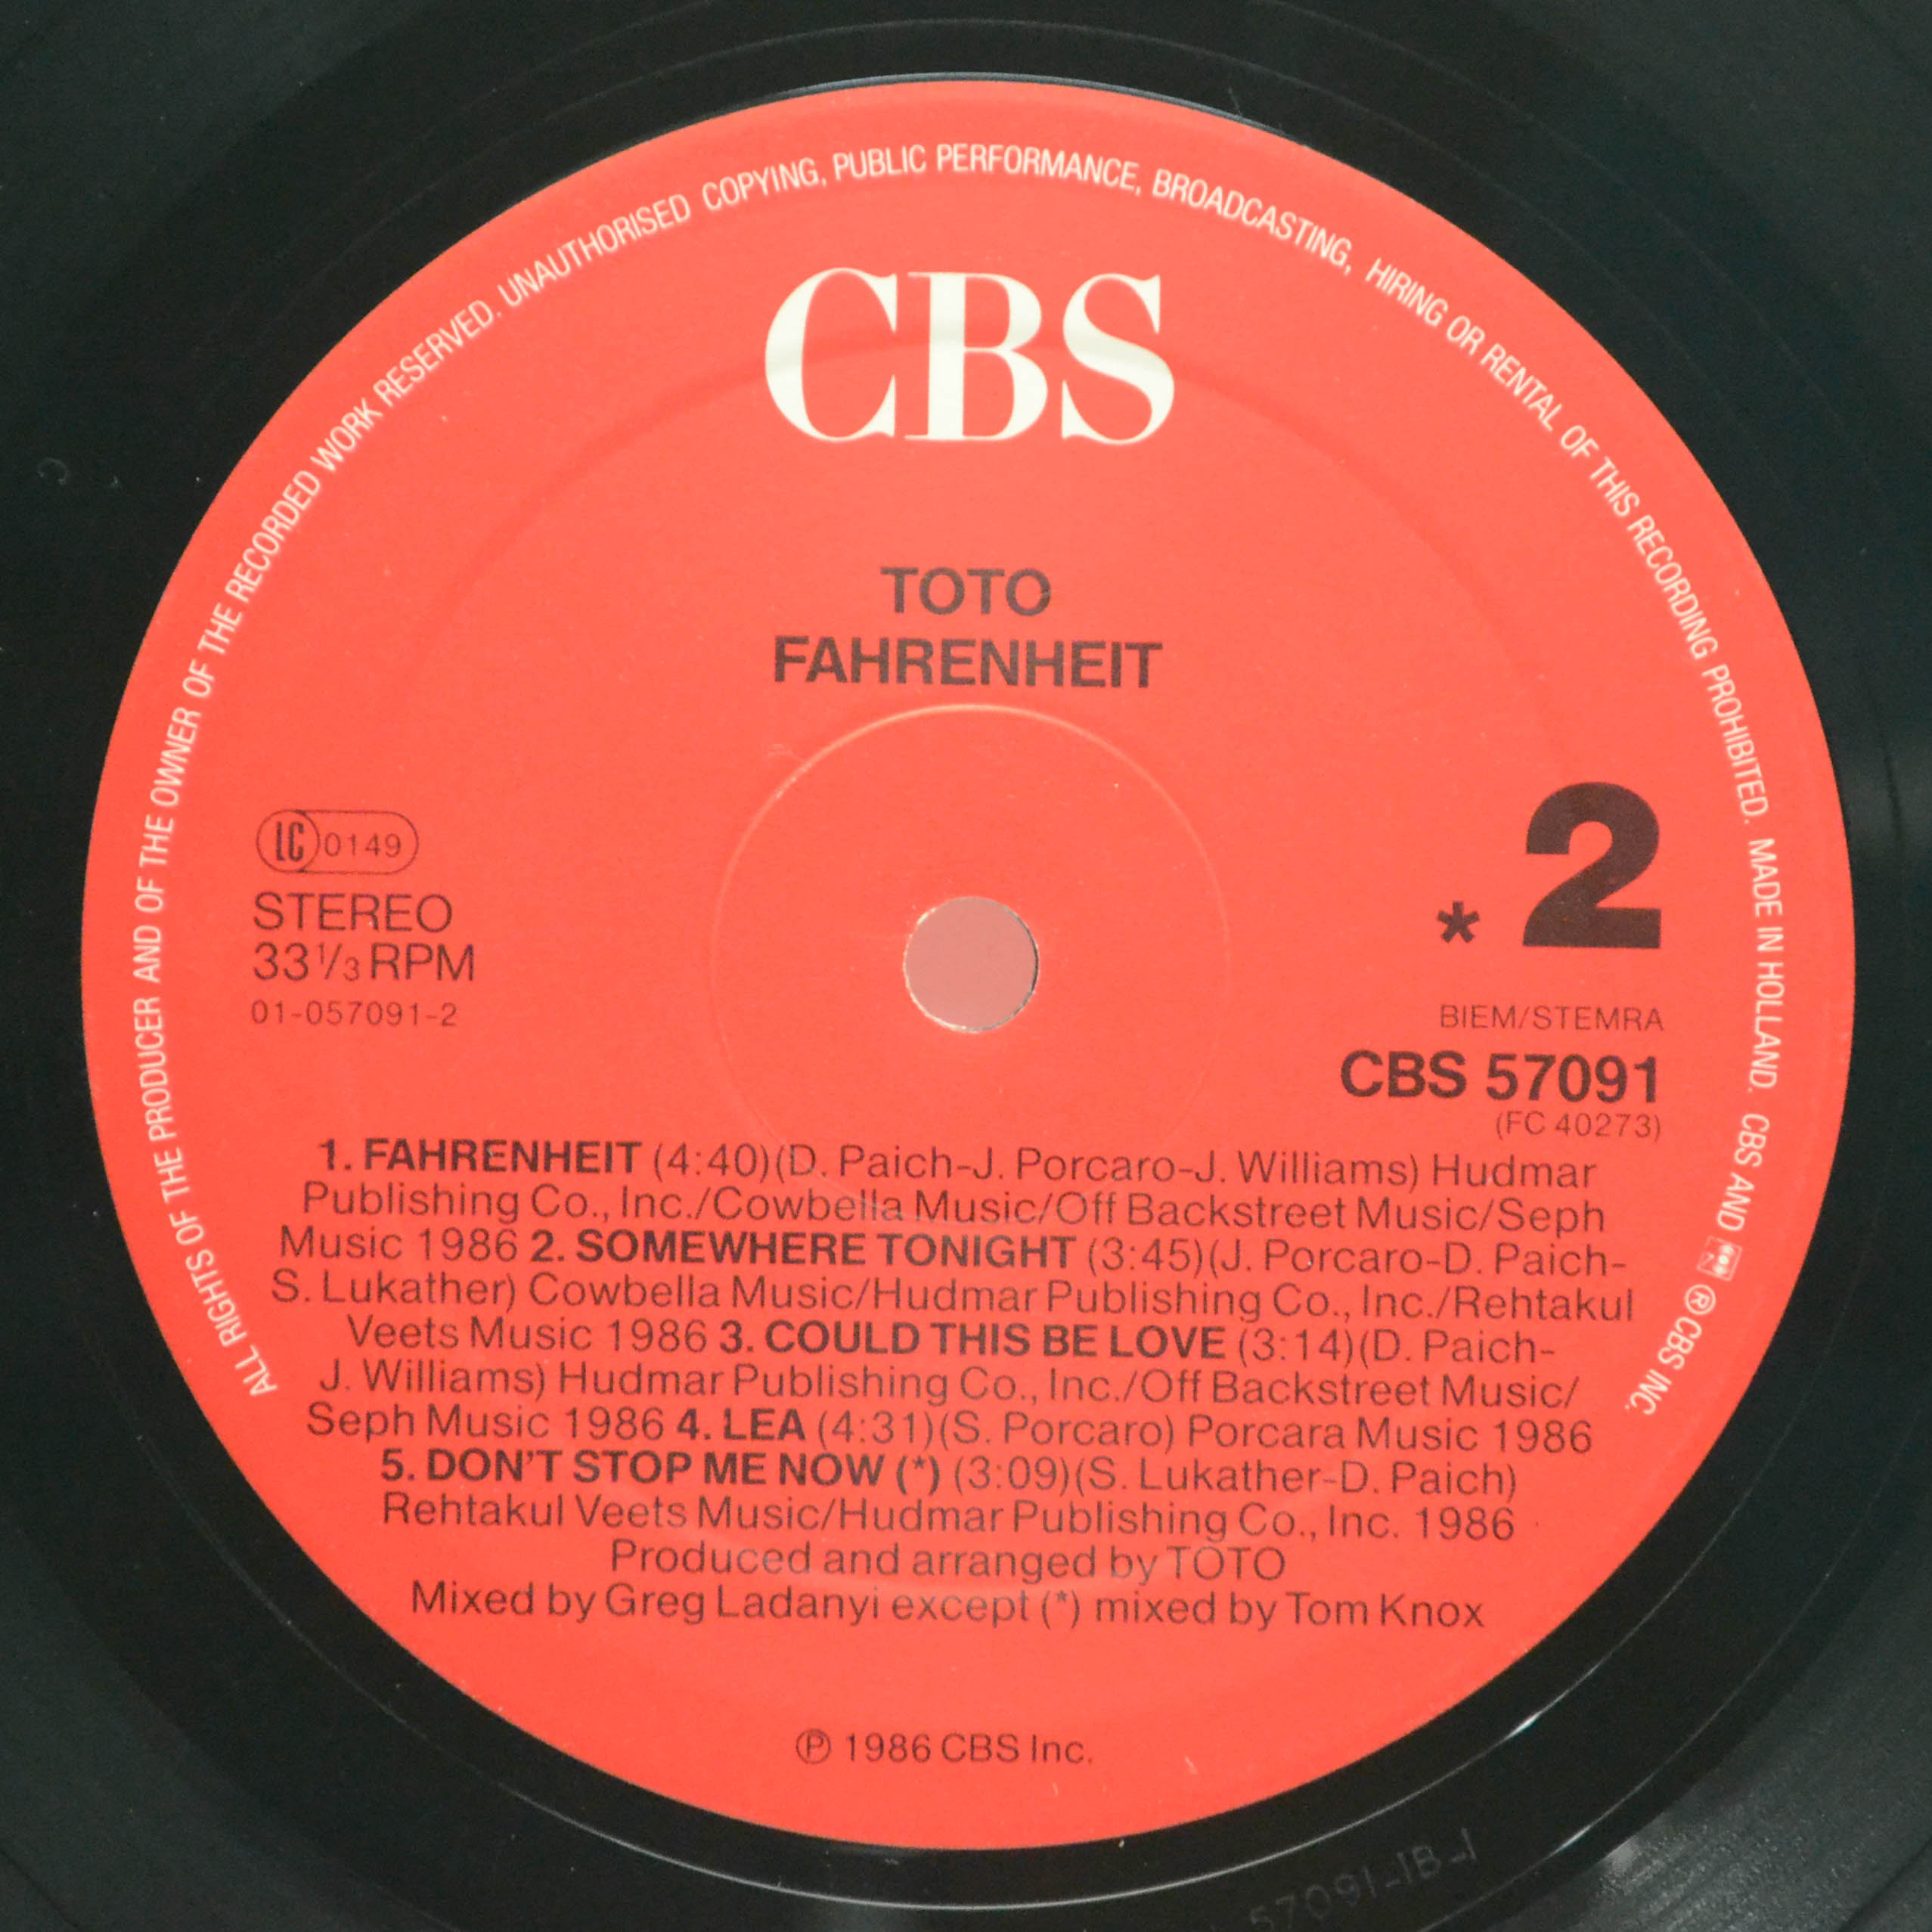 ALL RIGHTS OF THE PRODUCER AND OF THE OWNER OF THE RECORDED WORK RESERVED. UNAUTHORISED COPYING, PUBLIC PERFORMANCE, BROADCASTING, HIRING OR RENTAL OF THIS RECORDING PROHIBITED. MADE IN HOLLAND. CBS AND ® CBS INC.
CBS
TOTO
FAHRENHEIT
LC 0149
STEREO
33 1/3 RPM
01-057091-2
* 2
BIEM/STEMRA
CBS 57091
(FC 40273)
1. FAHRENHEIT (4:40)(D. Paich-J. Porcaro-J. Williams) Hudmar
Publishing Co., Inc./Cowbella Music/Off Backstreet Music/Seph
Music 1986 2. SOMEWHERE TONIGHT (3:45)(J. Porcaro-D. Paich-
S. Lukather) Cowbella Music/Hudmar Publishing Co., Inc./Rehtakul
Veets Music 1986 3. COULD THIS BE LOVE (3:14)(D. Paich-
J. Williams) Hudmar Publishing Co., Inc./Off Backstreet Music/
Seph Music 1986 4. LEA (4:31)(S. Porcaro) Porcara Music 1986
5. DON'T STOP ME NOW (*) (3:09)(S. Lukather-D. Paich)
Rehtakul Veets Music/Hudmar Publishing Co., Inc. 1986
Produced and arranged by TOTO
Mixed by Greg Ladanyi except (*) mixed by Tom Knox
℗ 1986 CBS Inc.
57091-1B-1